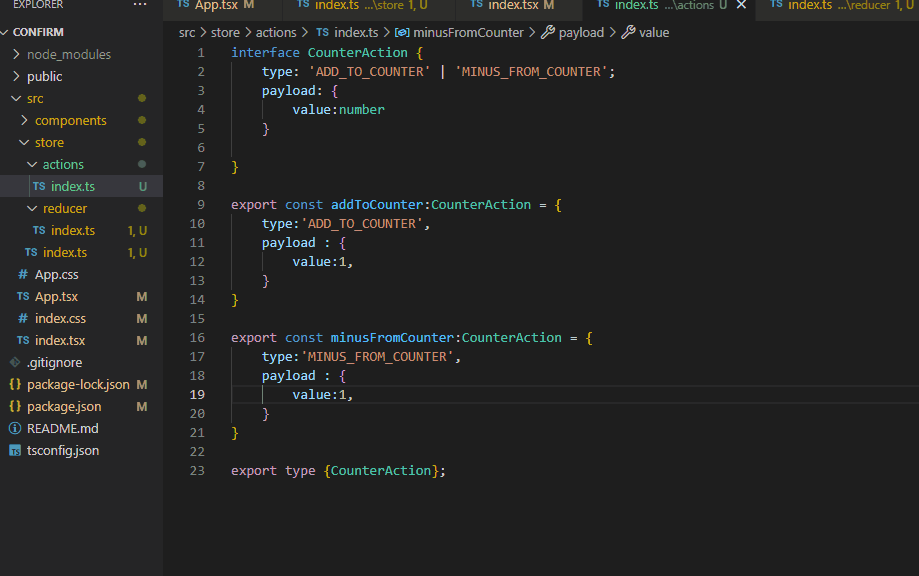 EXPLORER ...
CONFIRM
node_modules
public
src
components
store
actions
TS index.ts U
reducer
TS index.ts 1, U
TS index.ts 1, U
# App.css
TS App.tsx M
# index.css M
TS index.tsx M
.gitignore
{} package-lock.json M
{} package.json M
README.md
tsconfig.json
TS App.tsx M TS index.ts ...\store 1, U TS index.tsx M TS index.ts ...\actions U TS index.ts ...\reducer 1, U
src > store > actions > TS index.ts > minusFromCounter > payload > value
1 interface CounterAction {
2 type: 'ADD_TO_COUNTER' | 'MINUS_FROM_COUNTER';
3 payload: {
4 value:number
5 }
6
7 }
8
9 export const addToCounter:CounterAction = {
10 type:'ADD_TO_COUNTER',
11 payload : {
12 value:1,
13 }
14 }
15
16 export const minusFromCounter:CounterAction = {
17 type:'MINUS_FROM_COUNTER',
18 payload : {
19 value:1,
20 }
21 }
22
23 export type {CounterAction};